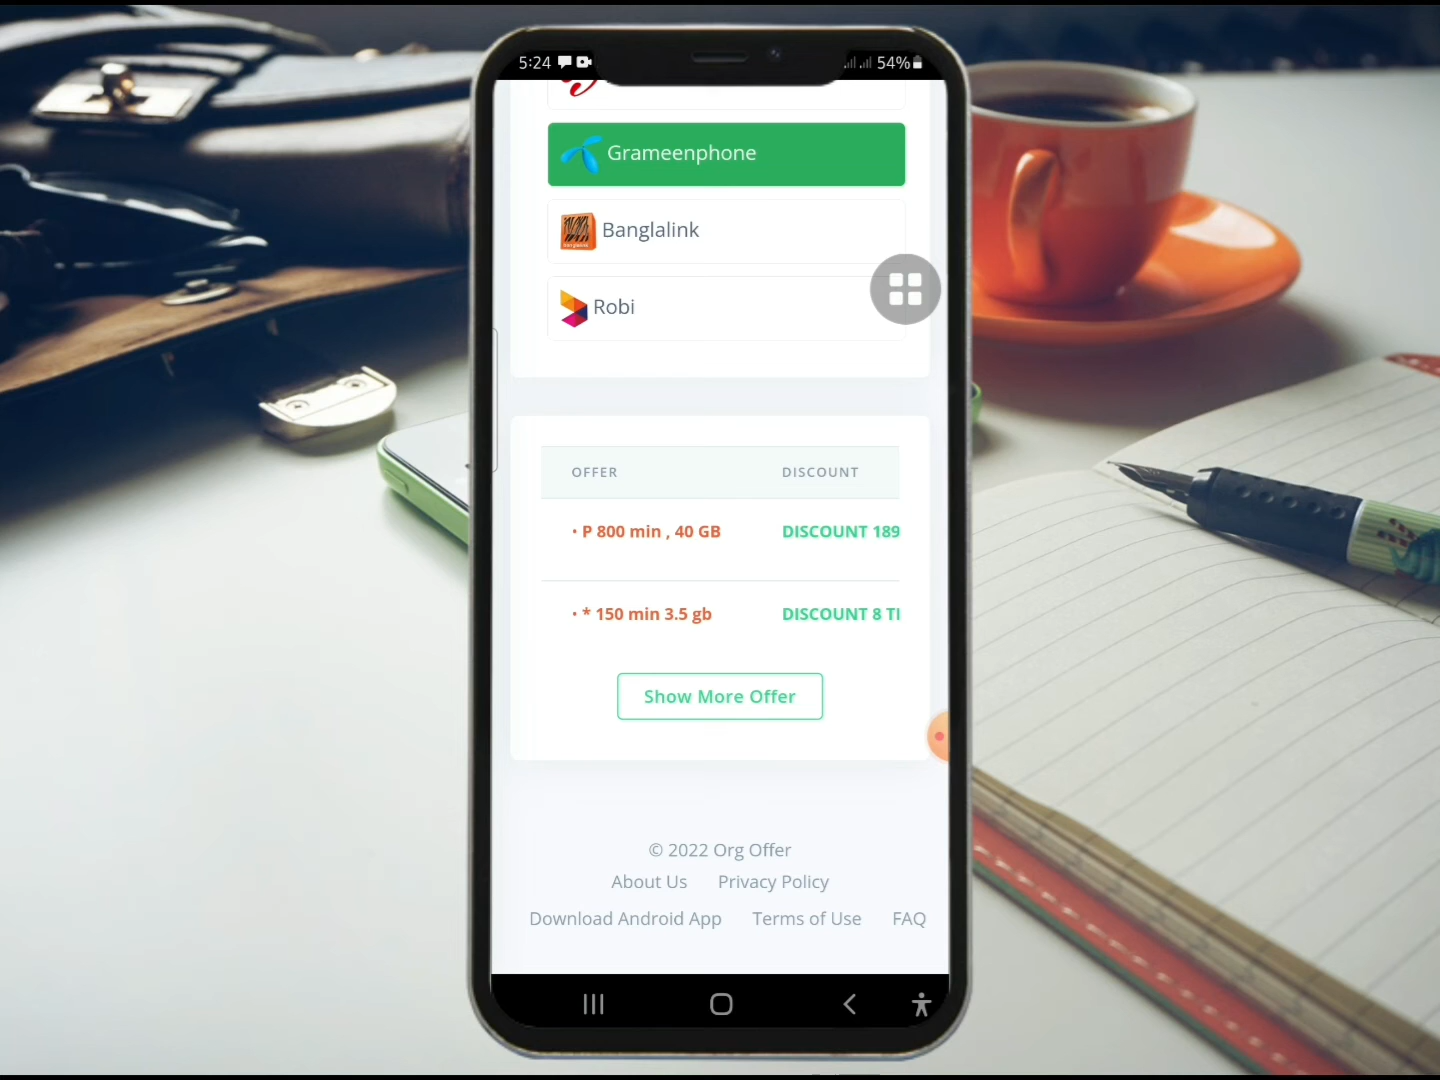 5:24
54%
Grameenphone
Banglalink
Robi
OFFER DISCOUNT
• P 800 min , 40 GB DISCOUNT 189
• * 150 min 3.5 gb DISCOUNT 8 
Show More Offer
© 2022 Org Offer
About Us Privacy Policy
Download Android App Terms of Use FAQ